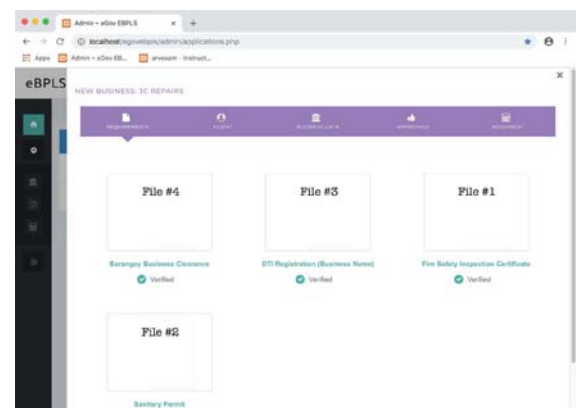 Admin – eGov EBPLS
localhost/egovebpls/admin/applications.php
Apps Admin – eGov EB...
eBPLS
NEW BUSINESS: JC REPAIRS
REQUIREMENTS CLIENT BUSINESS DATA APPROVALS ASSESSMENT
File #4 File #3 File #1
Barangay Business Clearance DTI Registration (Business Name) Fire Safety Inspection Certificate
Verified Verified Verified
File #2
Sanitary Permit